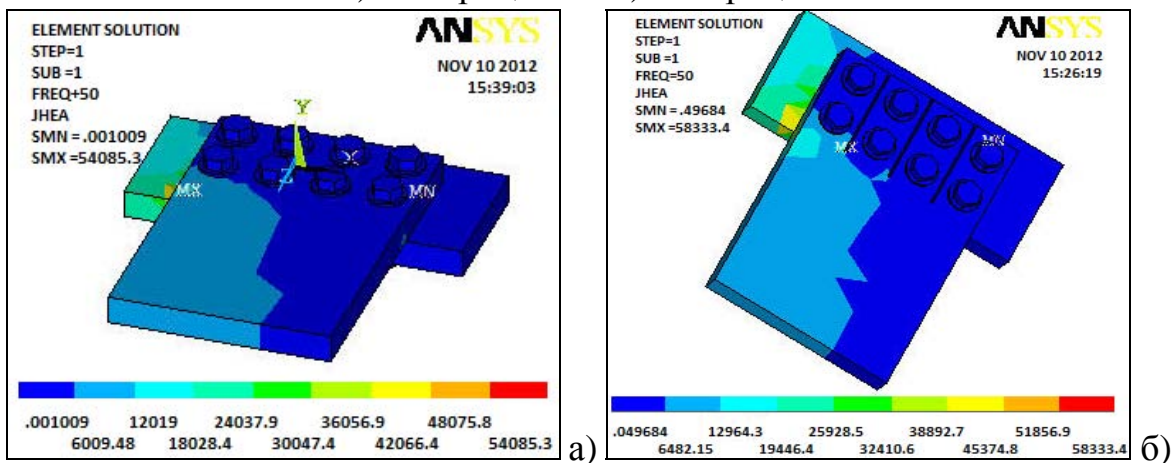 ELEMENT SOLUTION
STEP=1
SUB =1
FREQ+50
JHEA
SMN =.001009
SMX =54085.3
ANSYS
NOV 10 2012
15:39:03
Y
X
Z
MX
MN
.001009 12019 24037.9 36056.9 48075.8
6009.48 18028.4 30047.4 42066.4 54085.3
а)
ELEMENT SOLUTION
STEP=1
SUB =1
FREQ=50
JHEA
SMN = .49684
SMX =58333.4
ANSYS
NOV 10 2012
15:26:19
MX
MN
.049684 12964.3 25928.5 38892.7 51856.9
6482.15 19446.4 32410.6 45374.8 58333.4
б)